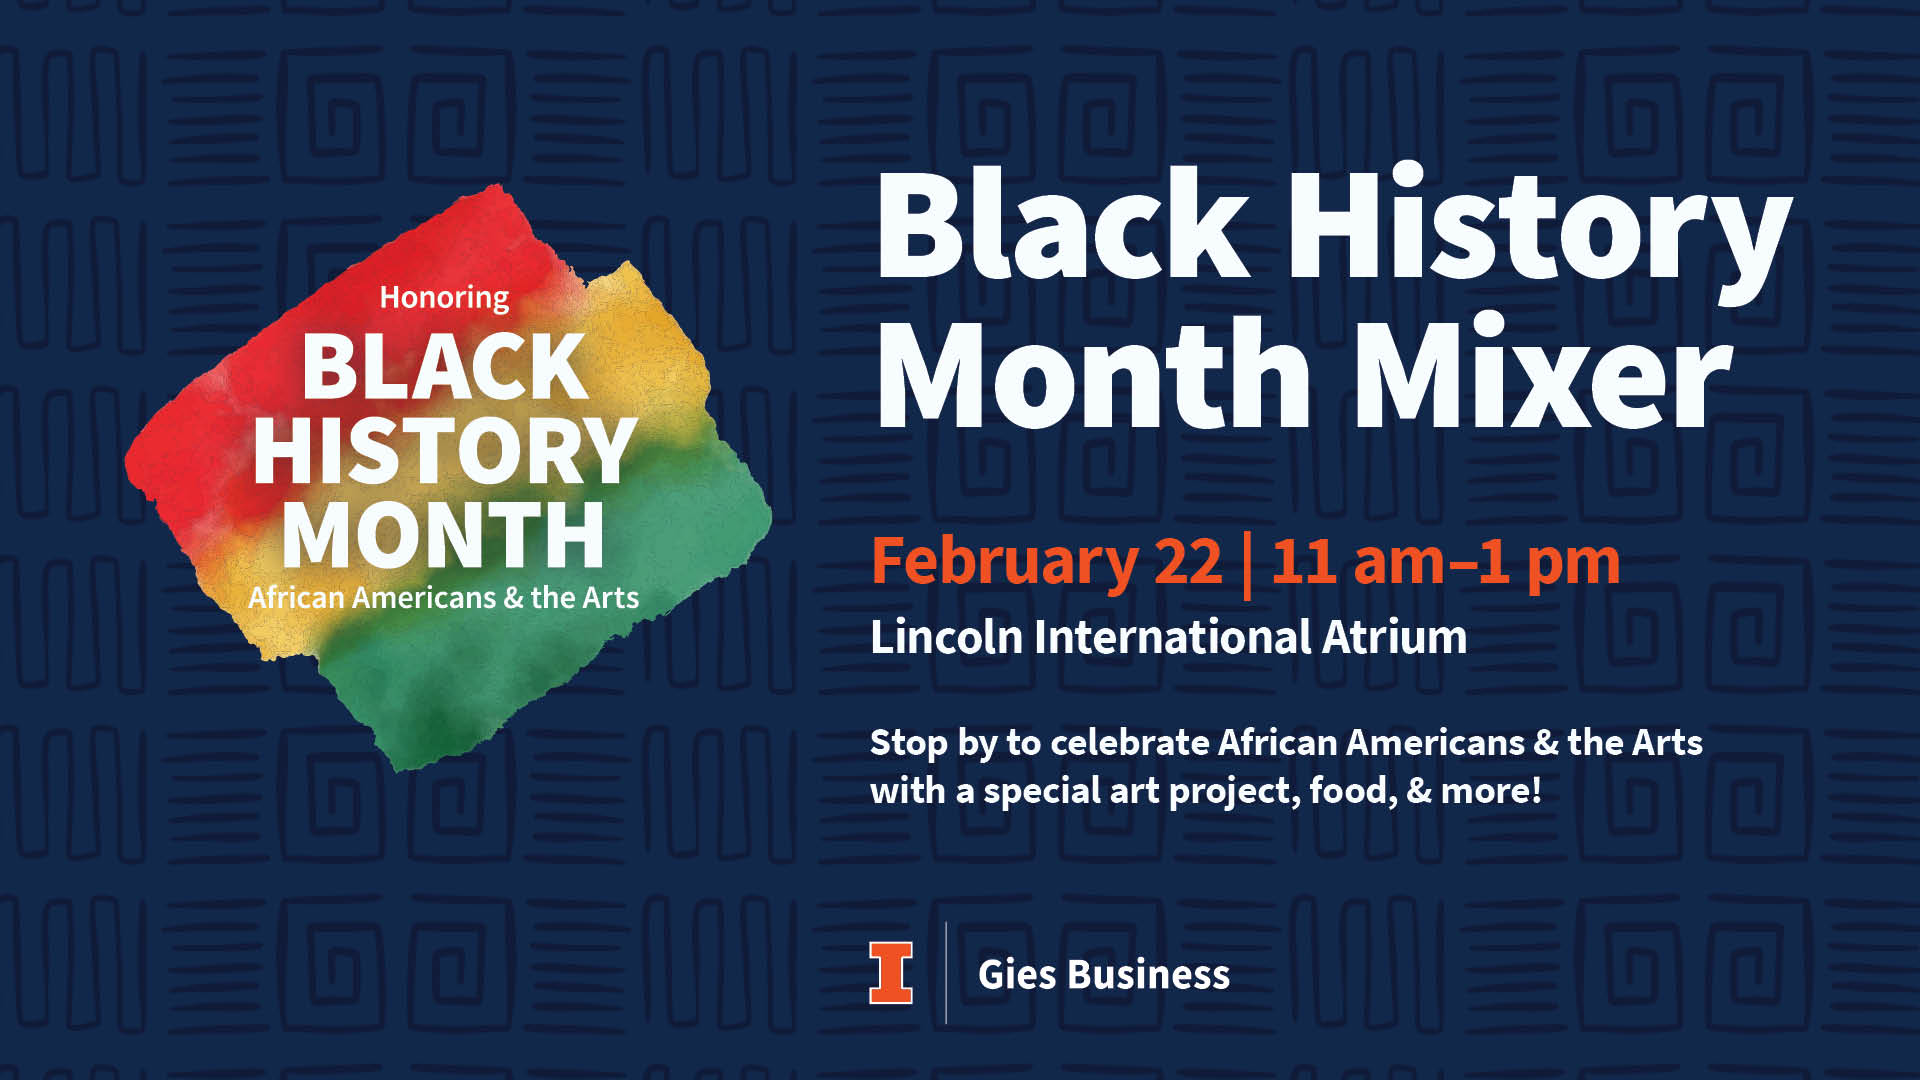 Honoring
BLACK
HISTORY
MONTH
African Americans & the Arts
Black History
Month Mixer
February 22 | 11 am–1 pm
Lincoln International Atrium
Stop by to celebrate African Americans & the Arts
with a special art project, food, & more!
I
Gies Business